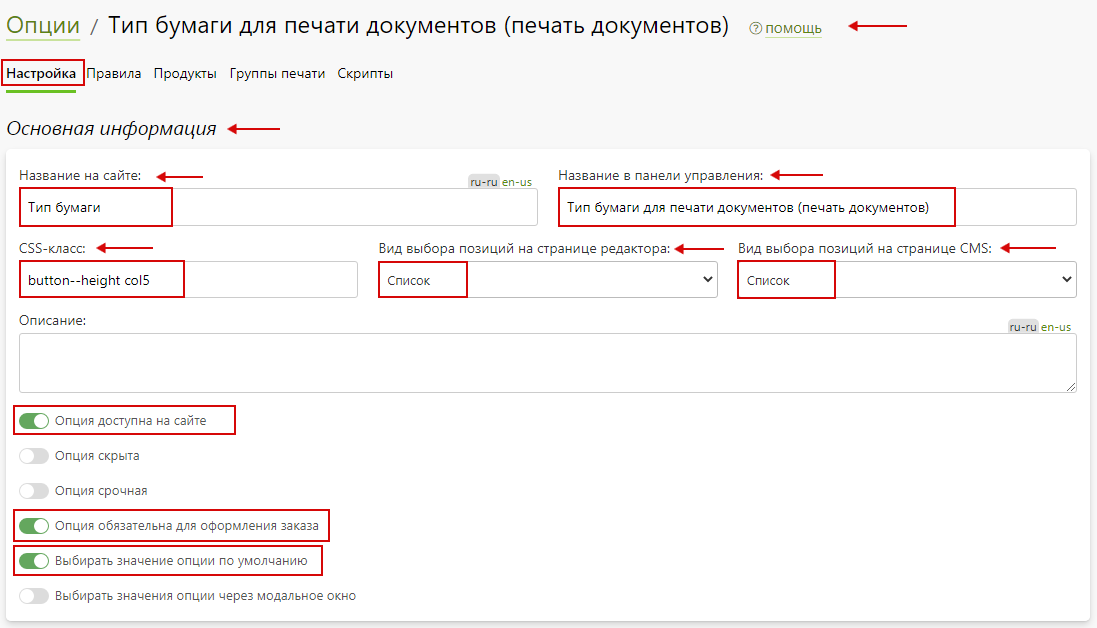 Опции / Тип бумаги для печати документов (печать документов) ? помощь
Настройка Правила Продукты Группы печати Скрипты
Основная информация
Название на сайте: ru-ru en-us Название в панели управления:
Тип бумаги Тип бумаги для печати документов (печать документов)
CSS-класс: Вид выбора позиций на странице редактора: Вид выбора позиций на странице CMS:
button--height col5 Список Список
Описание: ru-ru en-us
Опция доступна на сайте
Опция скрыта
Опция срочная
Опция обязательна для оформления заказа
Выбирать значение опции по умолчанию
Выбирать значения опции через модальное окно